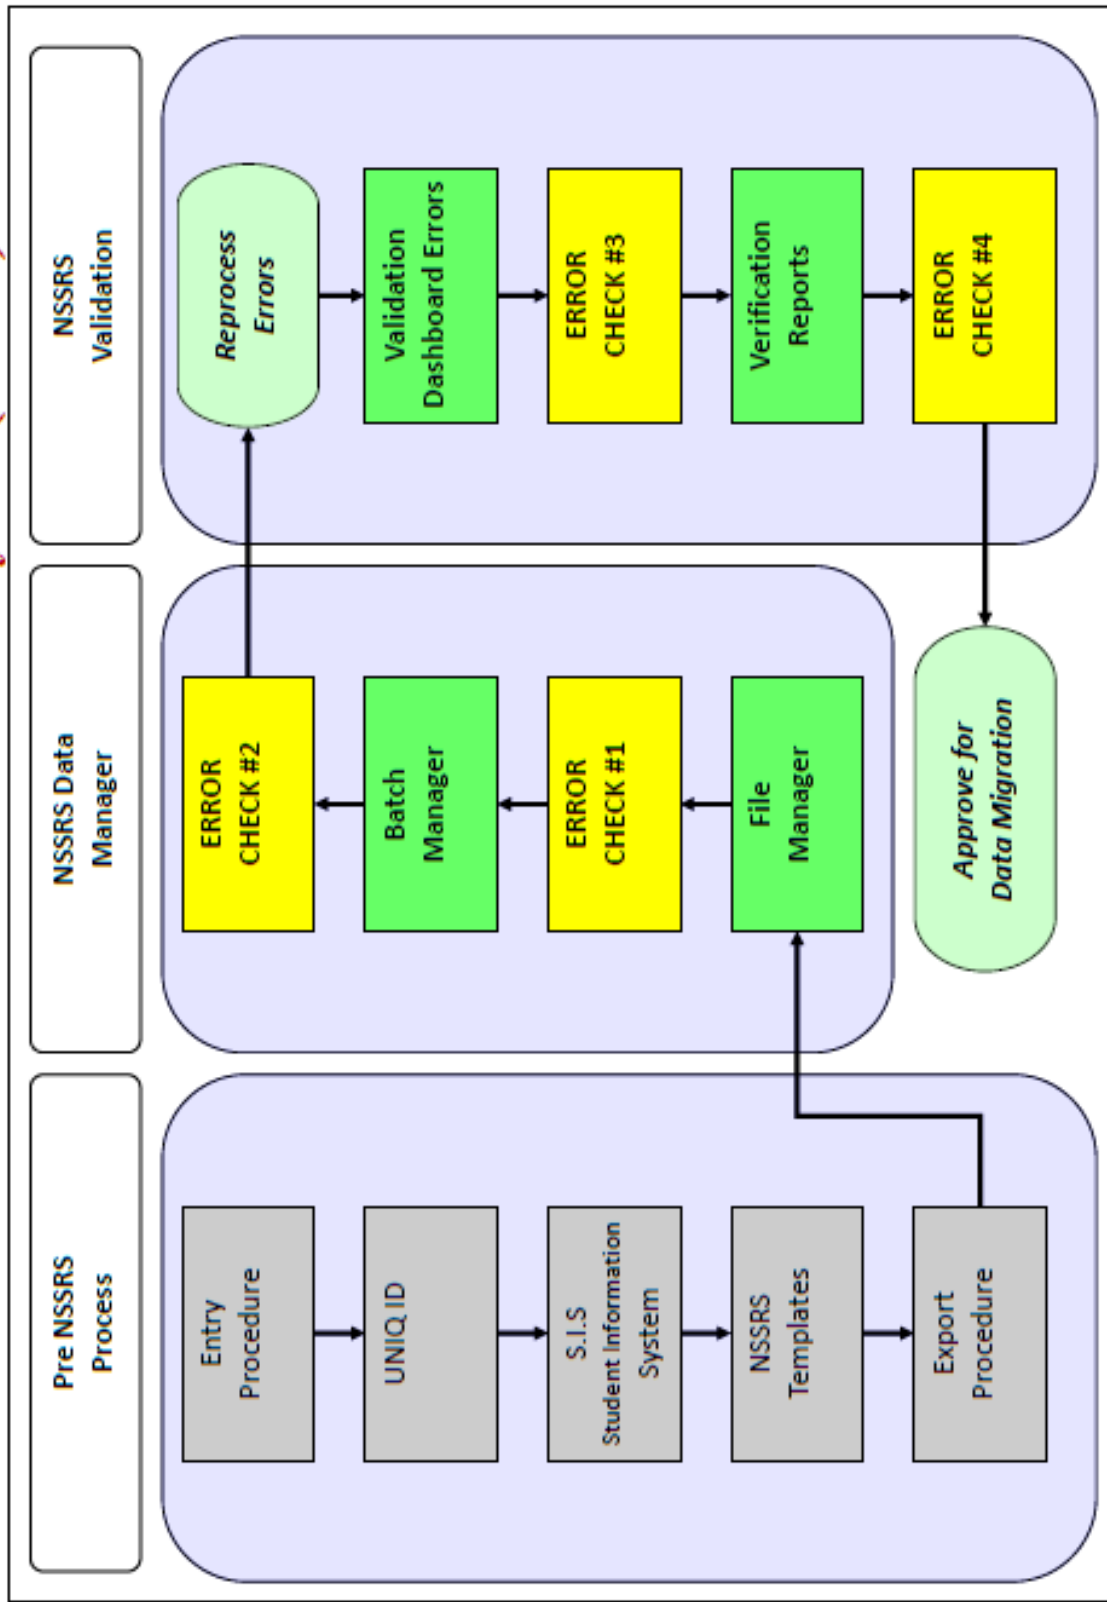 Pre NSSRS
Process
Entry
Procedure
UNIQ ID
S.I.S
Student Information
System
NSSRS
Templates
Export
Procedure
NSSRS Data
Manager
ERROR
CHECK #2
Batch
Manager
ERROR
CHECK #1
File
Manager
Approve for
Data Migration
NSSRS
Validation
Reprocess
Errors
Validation
Dashboard Errors
ERROR
CHECK #3
Verification
Reports
ERROR
CHECK #4